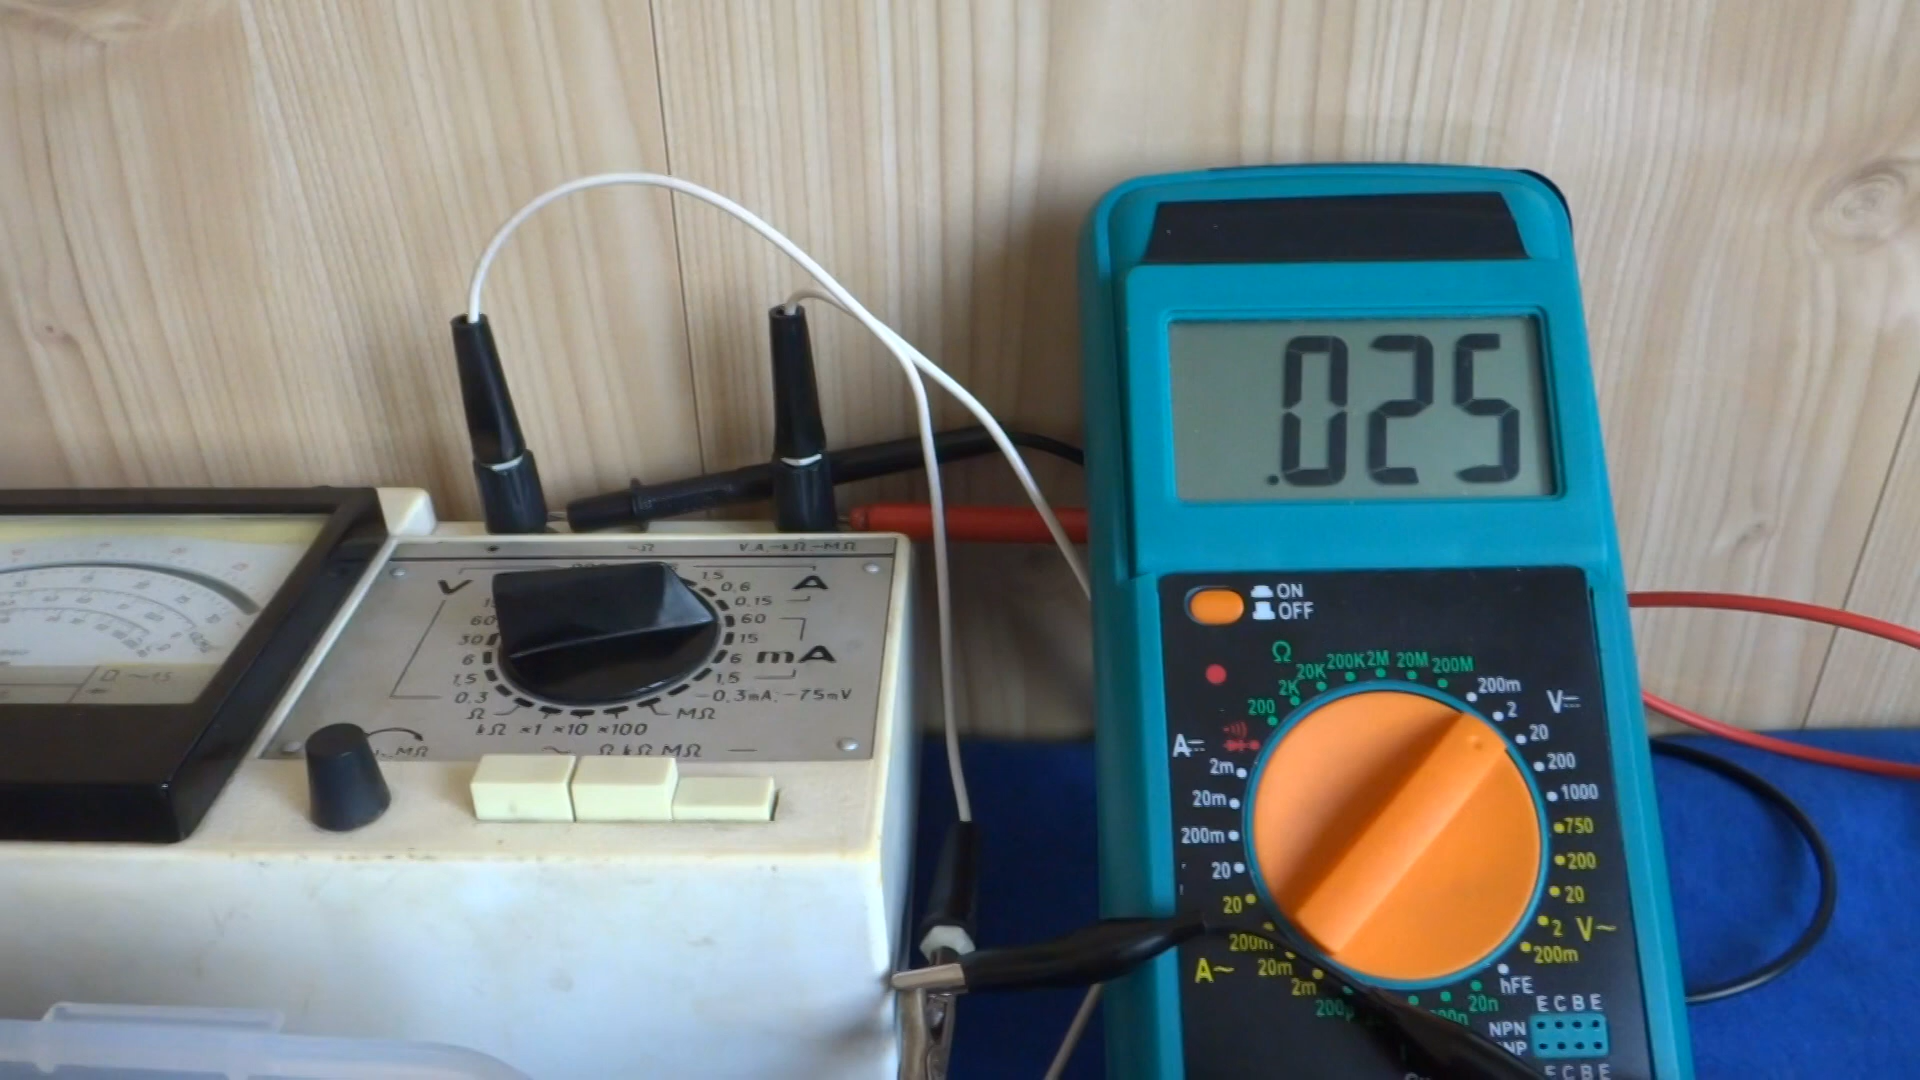 .025
ON
OFF
Ω
200
2K
20K
200K
2M
20M
200M
200m
2
20
200
1000
V
750
200
20
2
200m
V~
hFE
20n
A
2m
20m
200m
20
20
20m
2m
A~
E C B E
NPN
E C B E
~Ω
V.A.-kΩ-MΩ
V
A
60
30
6
1,5
0.3
1,5
0.6
0.15
60
15
6
1,5
mA
-0.3mA,-75mV
Ω
kΩ ×1 ×10 ×100
MΩ
MΩ
~ Ω kΩ MΩ —